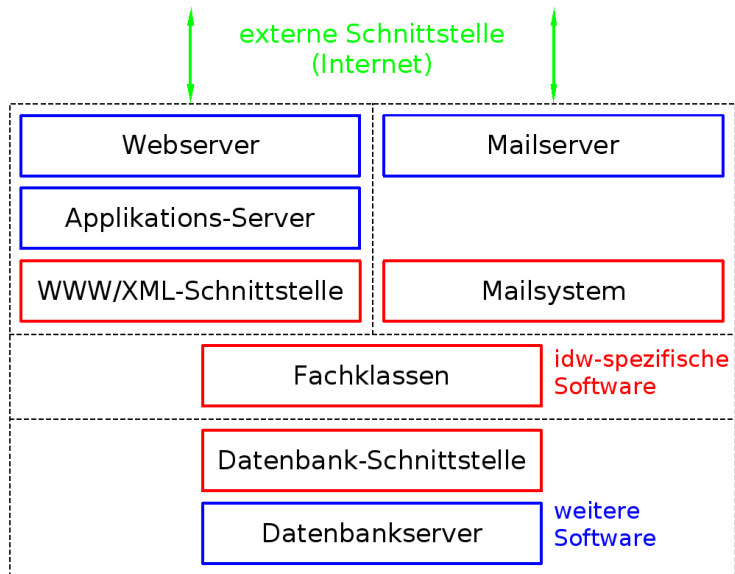 externe Schnittstelle
(Internet)
Webserver
Mailserver
Applikations-Server
WWW/XML-Schnittstelle
Mailsystem
Fachklassen
idw-spezifische
Software
Datenbank-Schnittstelle
Datenbankserver
weitere
Software